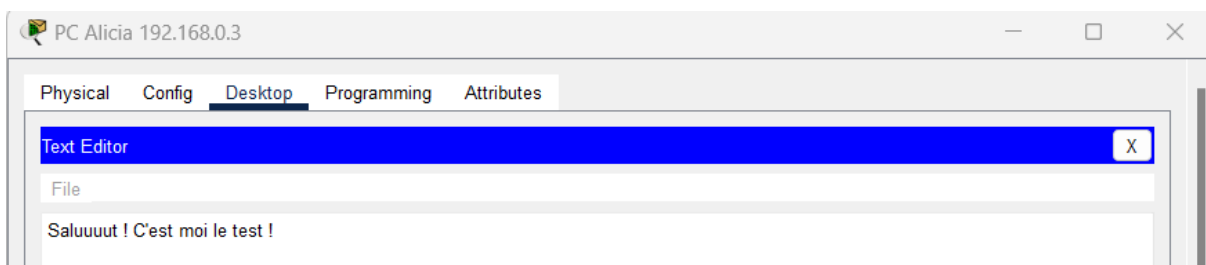 PC Alicia 192.168.0.3
Physical Config Desktop Programming Attributes
Text Editor X
File
Saluuuut ! C'est moi le test !